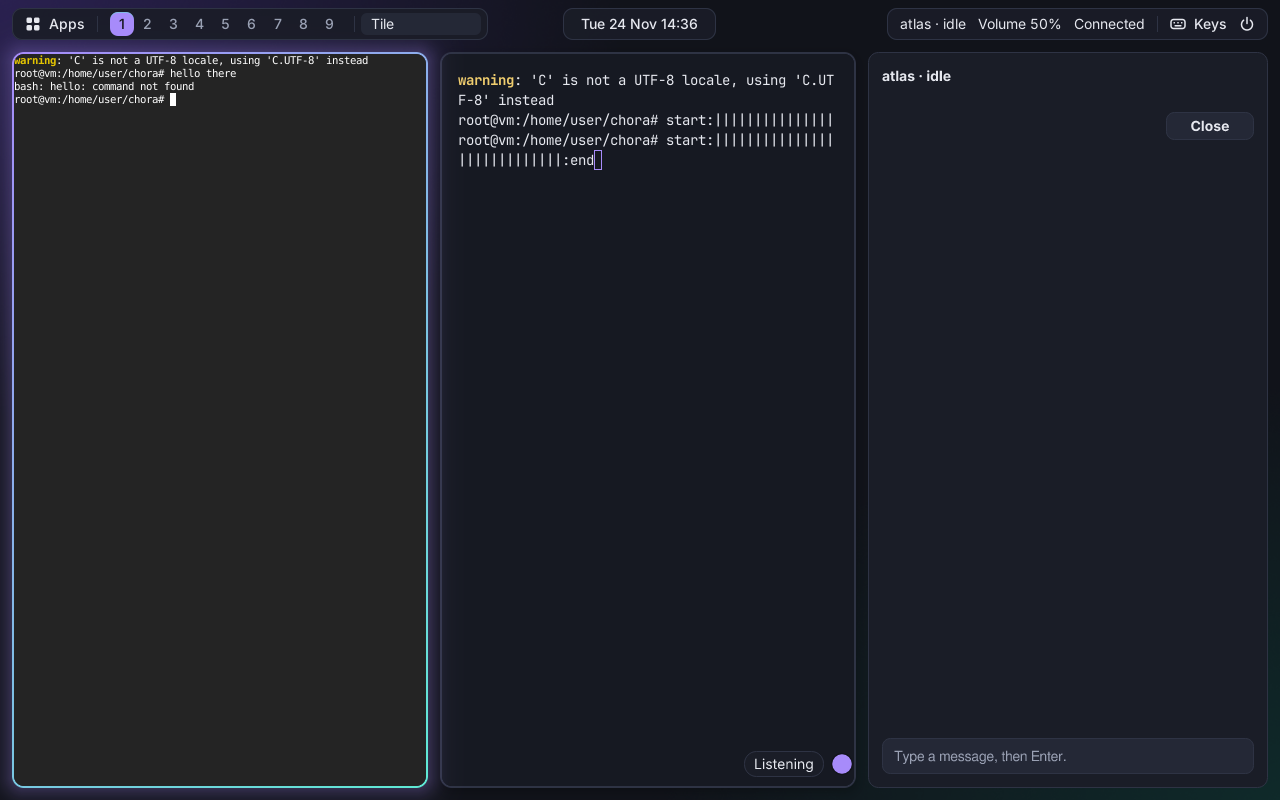 Apps 1 2 3 4 5 6 7 8 9 Tile
Tue 24 Nov 14:36
atlas · idle Volume 50% Connected Keys
warning: 'C' is not a UTF-8 locale, using 'C.UTF-8' instead
root@vm:/home/user/chora# hello there
bash: hello: command not found
root@vm:/home/user/chora#
warning: 'C' is not a UTF-8 locale, using 'C.UT
F-8' instead
root@vm:/home/user/chora# start:|||||||||||||||
root@vm:/home/user/chora# start:|||||||||||||||
|||||||||||||:end
Listening
atlas · idle
Close
Type a message, then Enter.